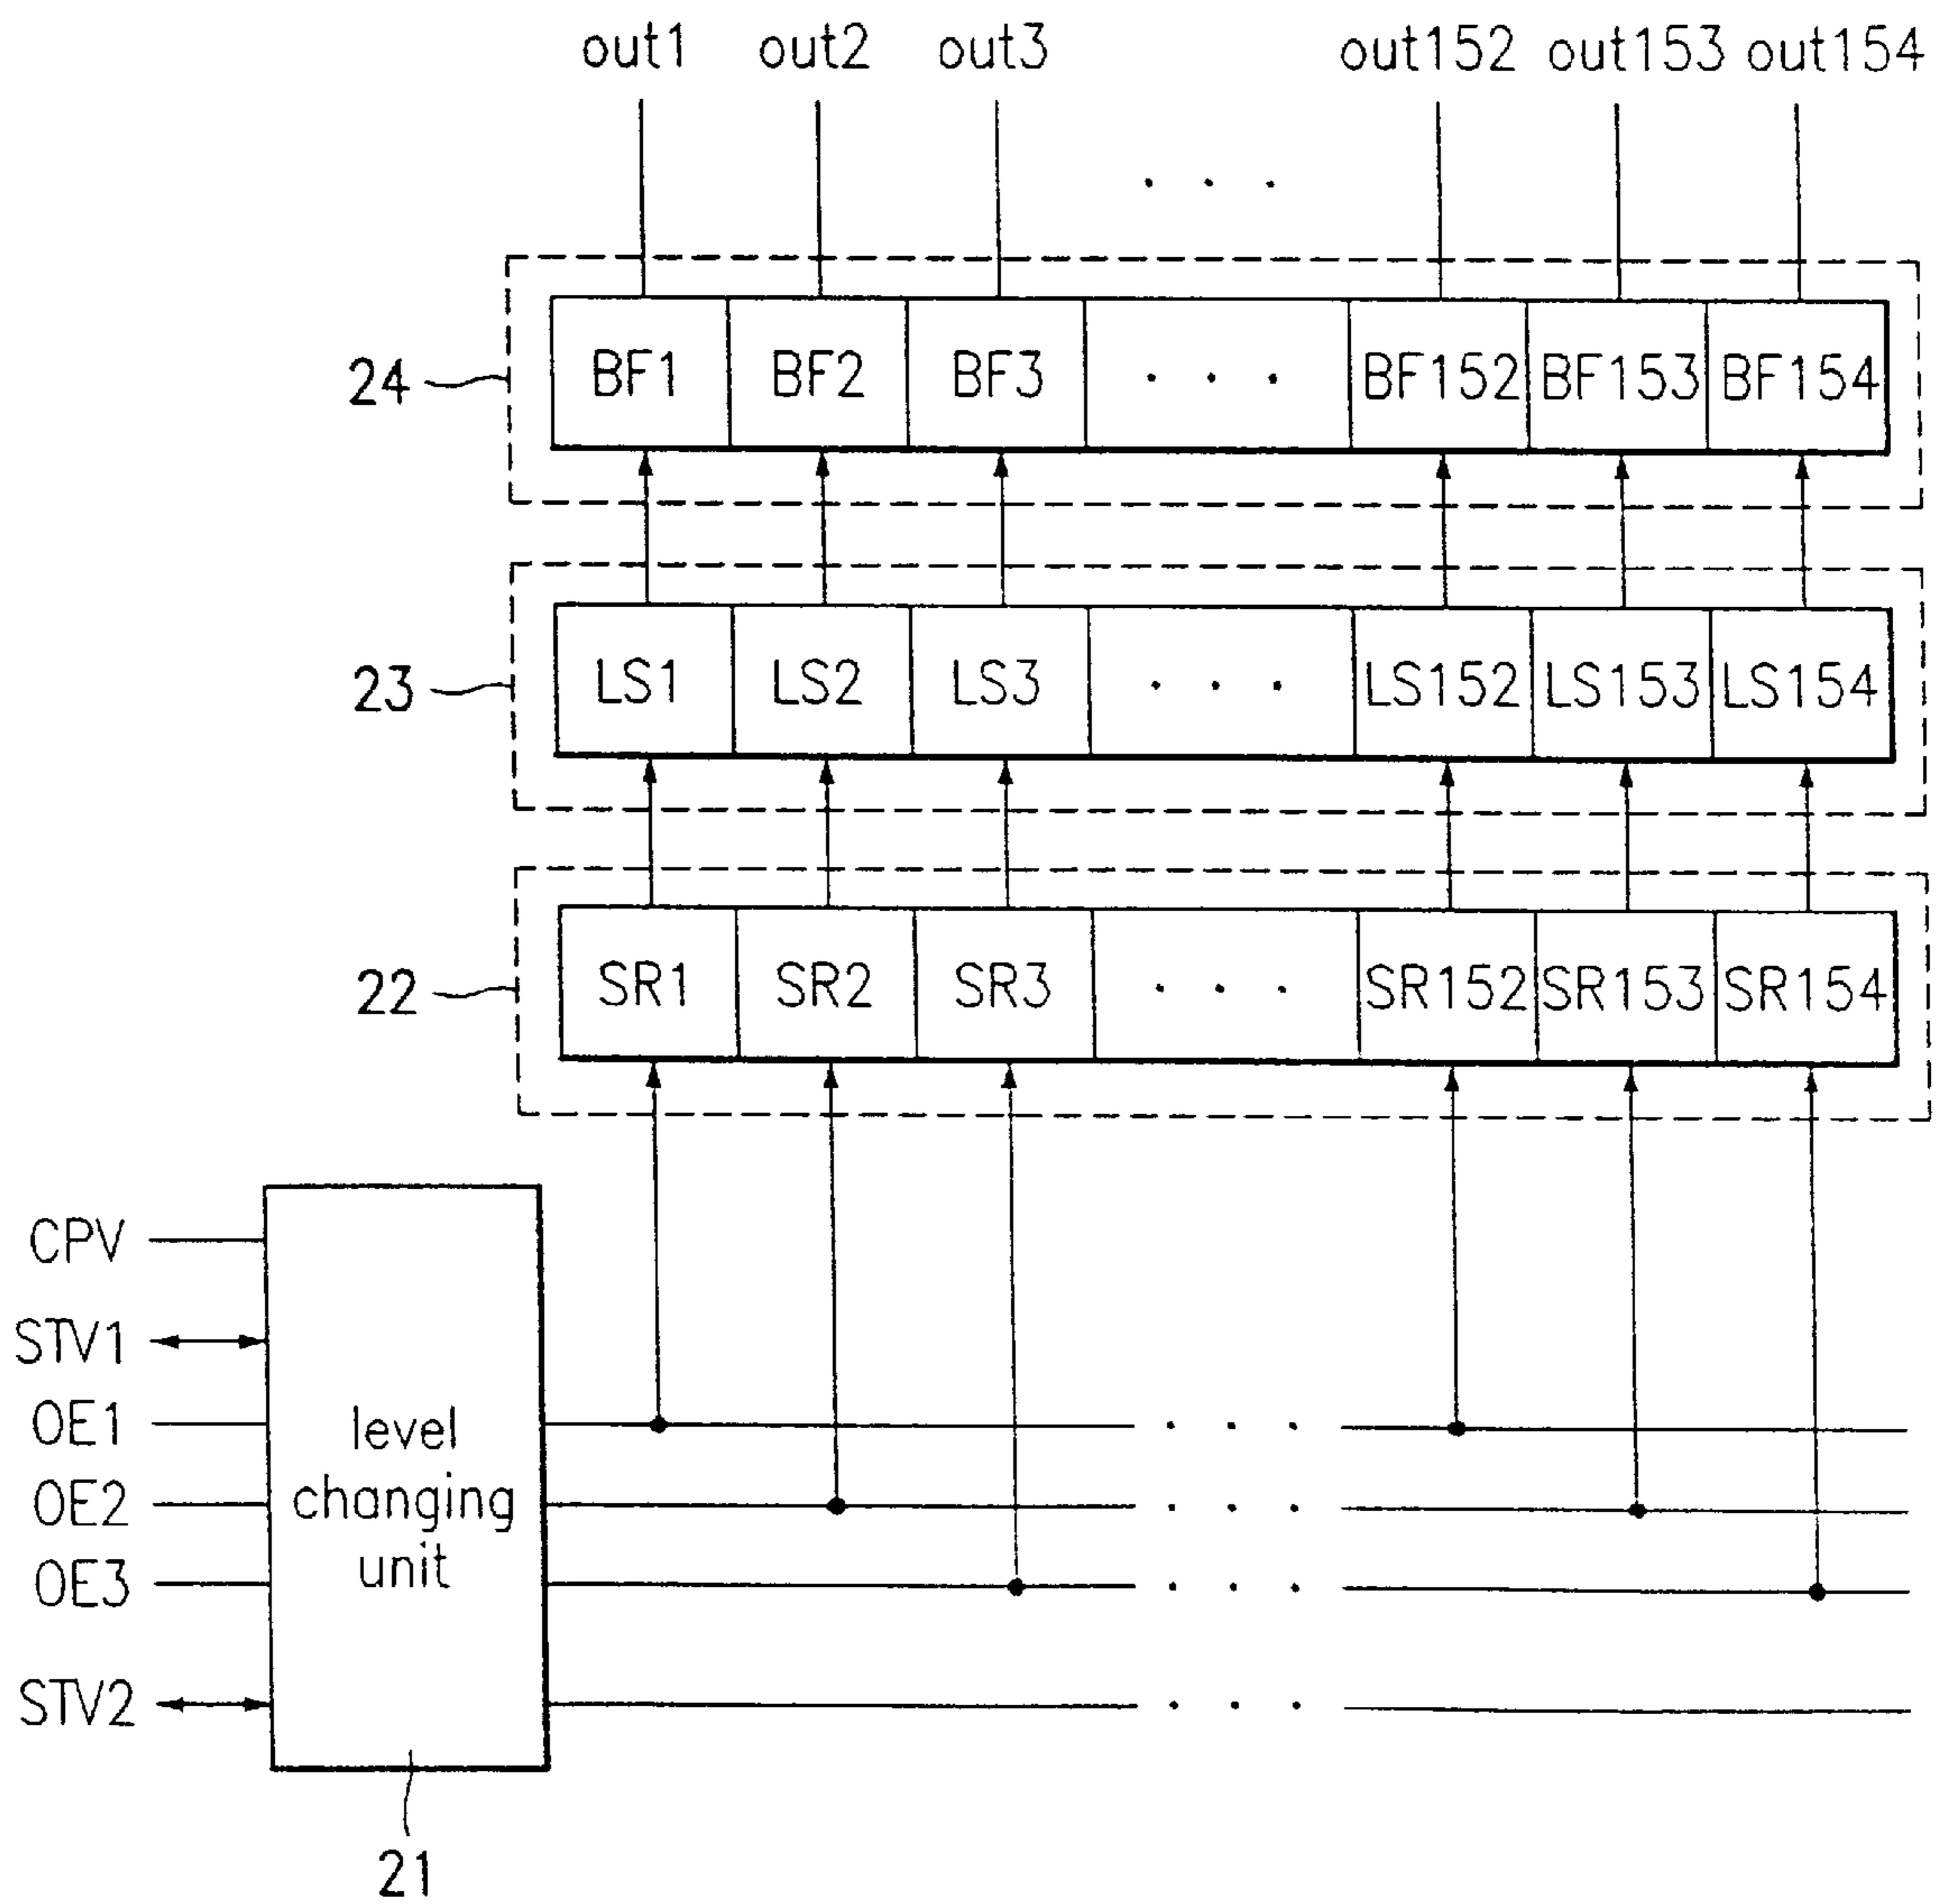 out1 out2 out3 . . . out152 out153 out154
24 BF1 BF2 BF3 . . . BF152 BF153 BF154
23 LS1 LS2 LS3 . . . LS152 LS153 LS154
22 SR1 SR2 SR3 . . . SR152 SR153 SR154
CPV
STV1
OE1
OE2
OE3
STV2
level
changing
unit
21